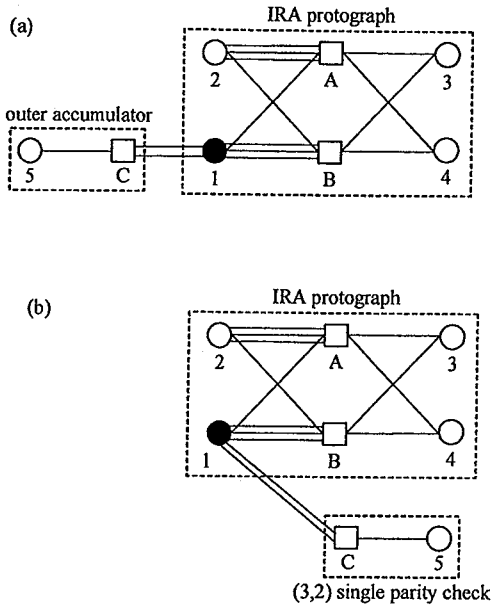 (a)
IRA protograph
2
A
3
outer accumulator
5
C
1
B
4
(b)
IRA protograph
2
A
3
1
B
4
C
5
(3,2) single parity check